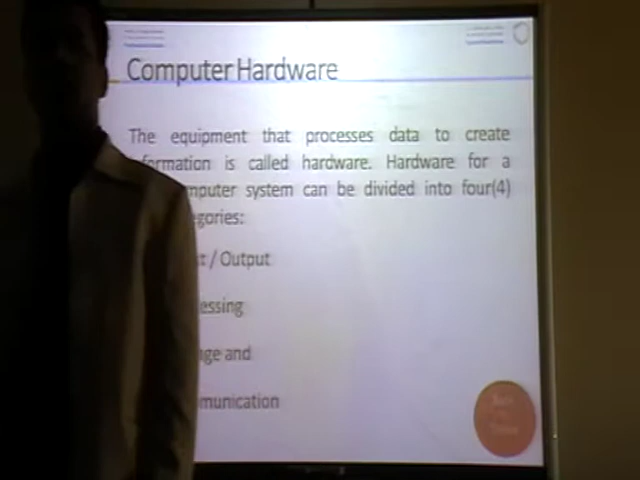 Computer Hardware
The equipment that processes data to create
formation is called hardware. Hardware for a
mputer system can be divided into four(4)
gories:
t / Output
essing
ge and
munication